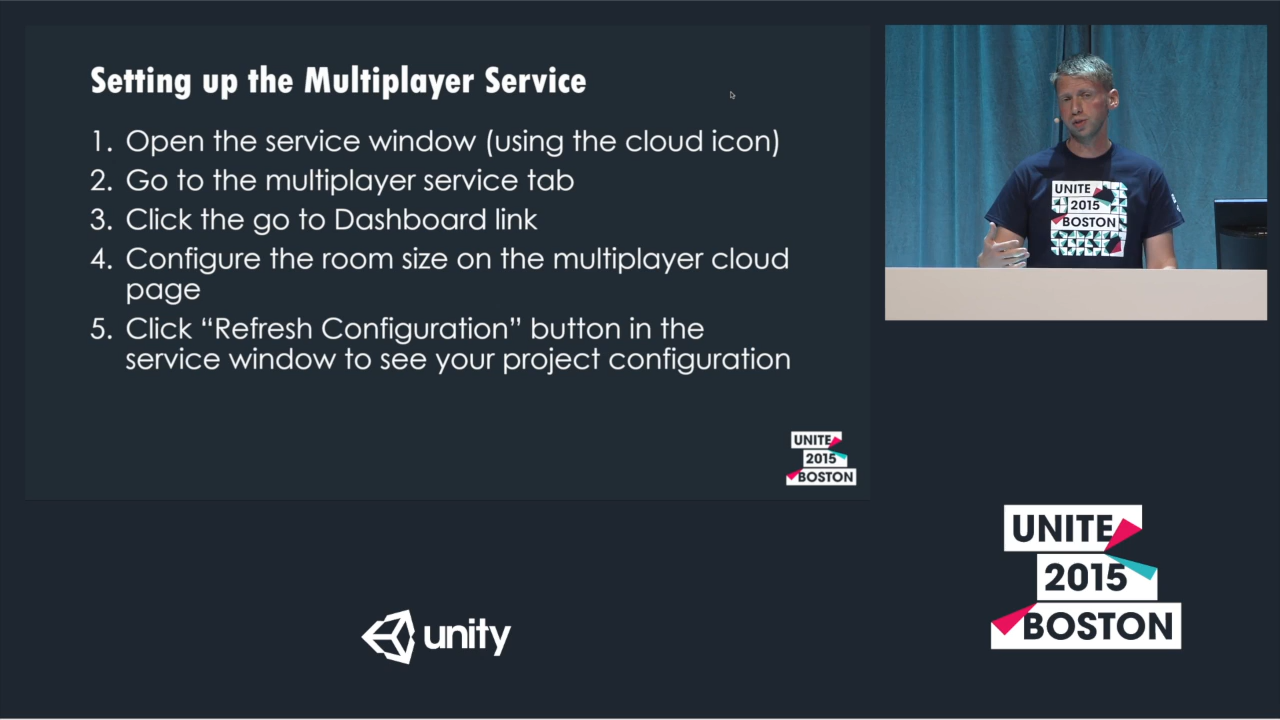 Setting up the Multiplayer Service
1. Open the service window (using the cloud icon)
2. Go to the multiplayer service tab
3. Click the go to Dashboard link
4. Configure the room size on the multiplayer cloud
page
5. Click “Refresh Configuration” button in the
service window to see your project configuration
UNITE
2015
BOSTON
UNITE
2015
BOSTON
unity
UNITE
2015
BOSTON